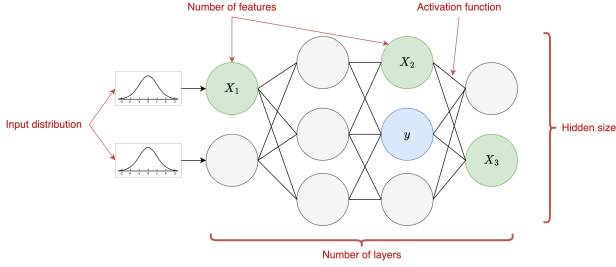 Number of features
Activation function
X₁
X₂
Input distribution
y
Hidden size
X₃
Number of layers